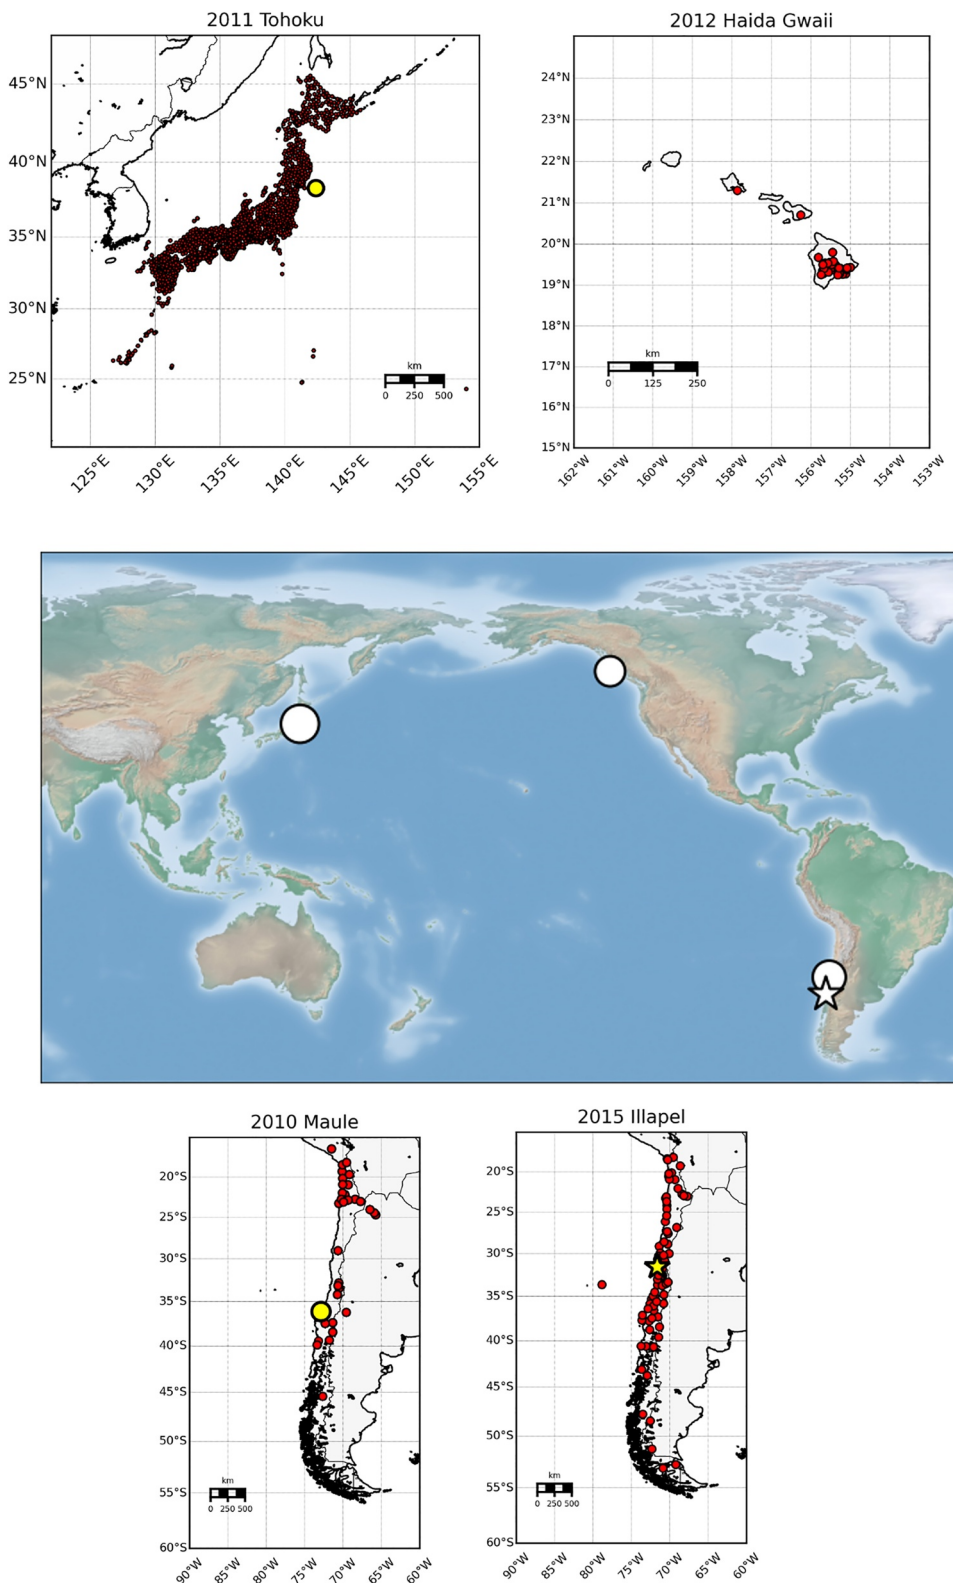 2011 Tohoku
45°N
40°N
35°N
30°N
25°N
km
0 250 500
125°E 130°E 135°E 140°E 145°E 150°E 155°E
2012 Haida Gwaii
24°N
23°N
22°N
21°N
20°N
19°N
18°N
17°N
16°N
15°N
km
0 125 250
162°W 161°W 160°W 159°W 158°W 157°W 156°W 155°W 154°W 153°W
2010 Maule
20°S
25°S
30°S
35°S
40°S
45°S
50°S
55°S
60°S
km
0 250 500
90°W 85°W 80°W 75°W 70°W 65°W 60°W
2015 Illapel
20°S
25°S
30°S
35°S
40°S
45°S
50°S
55°S
60°S
km
0 250 500
90°W 85°W 80°W 75°W 70°W 65°W 60°W